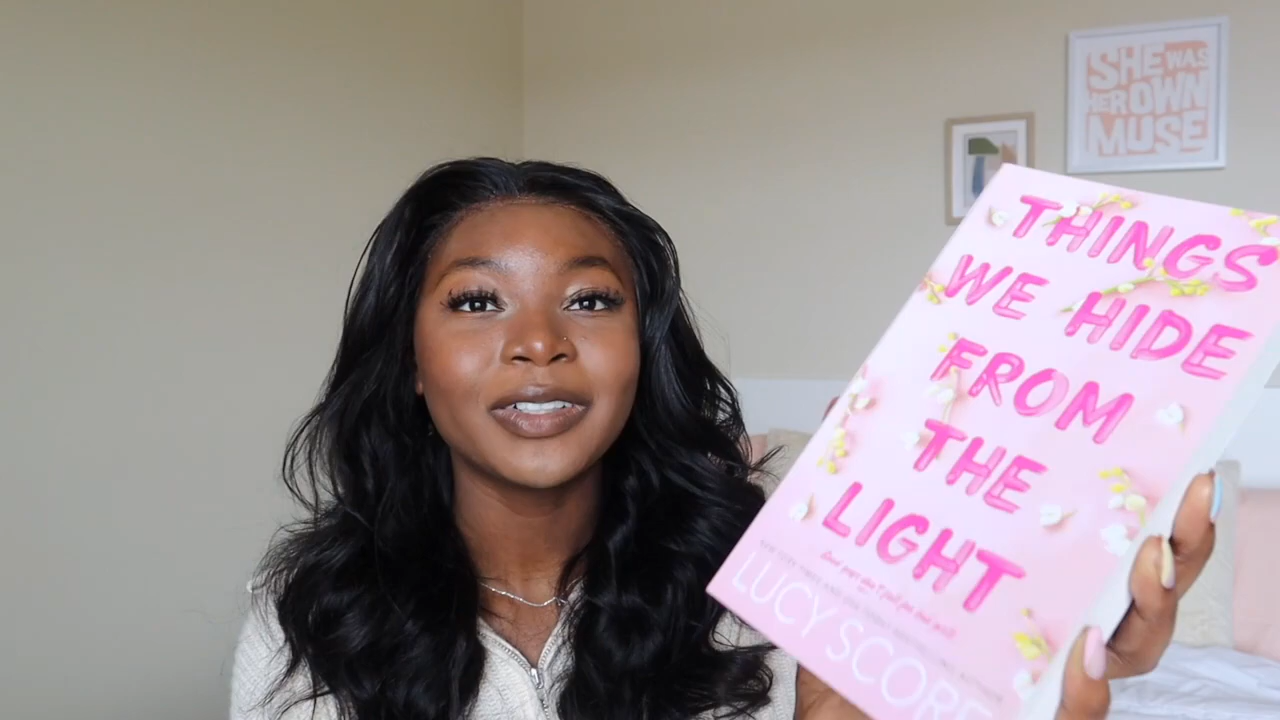 SHE WAS
HER OWN
MUSE
THINGS
WE HIDE
FROM
THE
LIGHT
LUCY SCORE